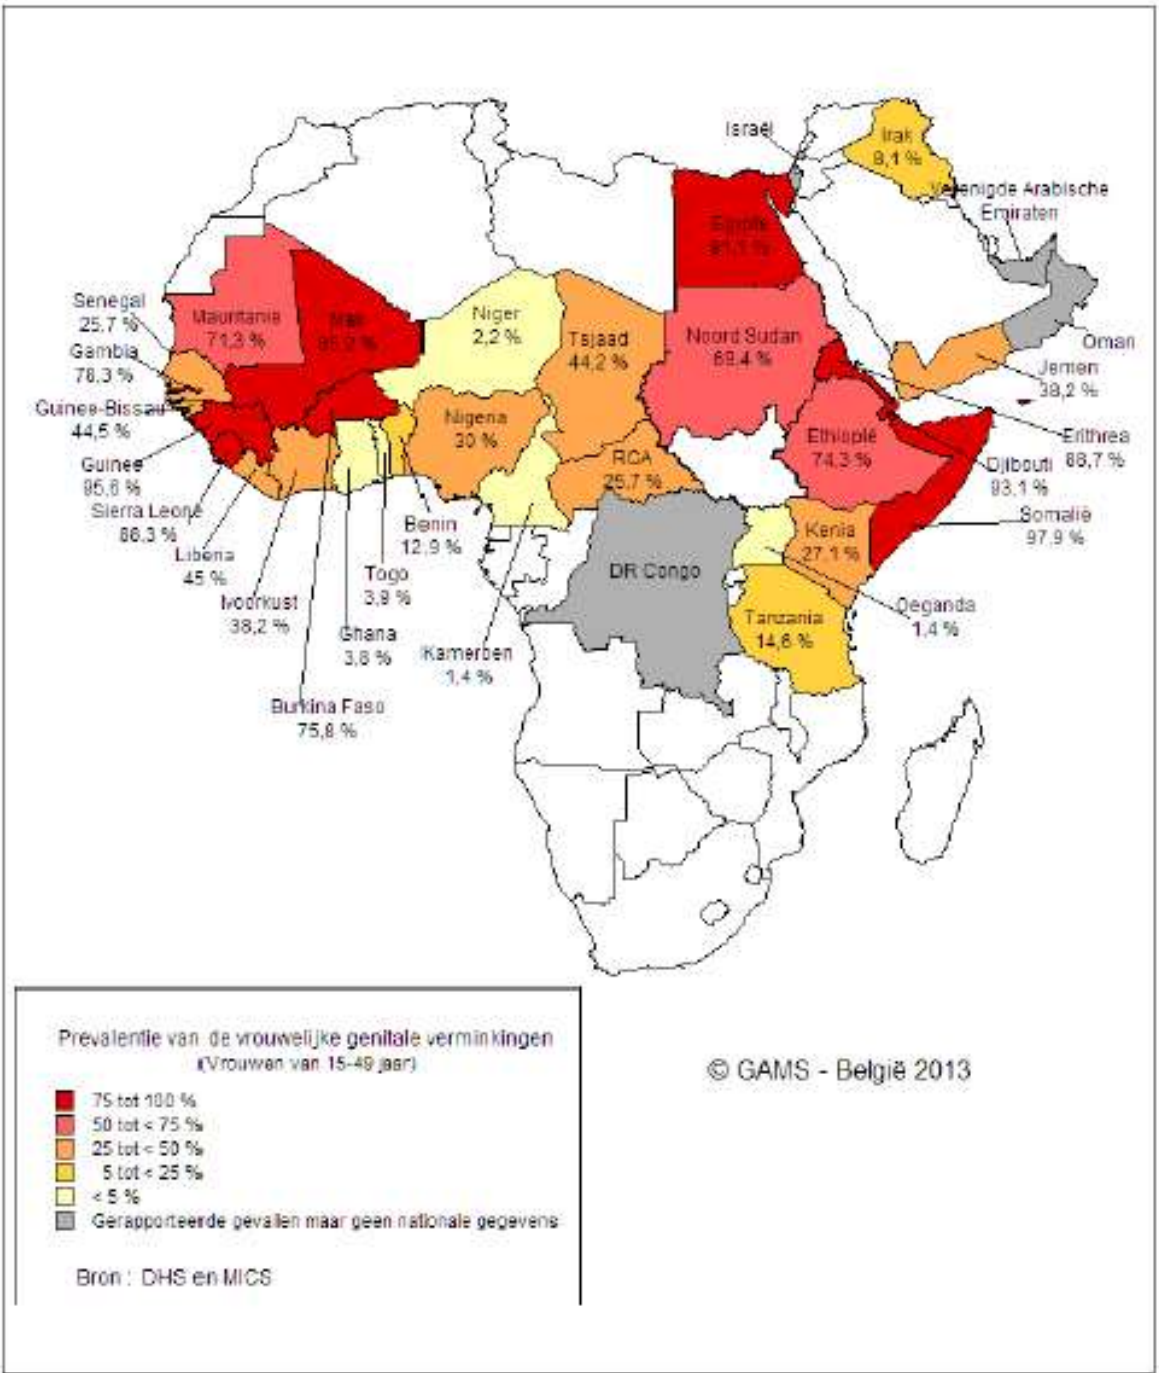 Israël
Irak
8,1 %
Verenigde Arabische
Emiraten
Egypte
91,1 %
Oman
Jemen
38,2 %
Senegal
25,7 %
Gambia
78,3 %
Guinee-Bissau
44,5 %
Guinee
95,6 %
Sierra Leone
88,3 %
Liberia
45 %
Ivoorkust
38,2 %
Burkina Faso
75,8 %
Mauritania
71,3 %
Mali
Niger
2,2 %
Tsjaad
44,2 %
Noord Sudan
69,4 %
Nigeria
30 %
RCA
25,7 %
Ethiopië
74,3 %
Erithrea
88,7 %
Djibouti
93,1 %
Somalië
97,9 %
Benin
12,9 %
Togo
3,9 %
Ghana
3,8 %
Kameroen
1,4 %
DR Congo
Kenia
27,1 %
Oeganda
1,4 %
Tanzania
14,6 %
Prevalentie van de vrouwelijke genitale verminkingen
(Vrouwen van 15-49 jaar)
75 tot 100 %
50 tot < 75 %
25 tot < 50 %
5 tot < 25 %
< 5 %
Gerapporteerde gevallen maar geen nationale gegevens
Bron : DHS en MICS
© GAMS - België 2013